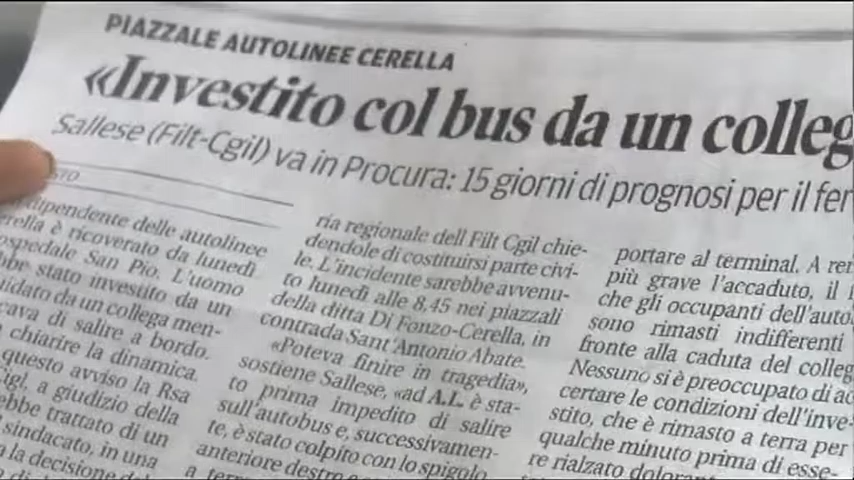 PIAZZALE AUTOLINEE CERELLA
«Investito col bus da un colleg
Sallese (Filt-Cgil) va in Procura: 15 giorni di prognosi per il fer
STO
dipendente delle autolinee
erella è ricoverato da lunedì
ospedale San Pio. L'uomo
bbe stato investito da un
uidato da un collega men-
cava di salire a bordo.
chiarire la dinamica.
questo avviso la Rsa
gil, a giudizio della
ebbe trattato di un
sindacato, in una
la decisione del
ria regionale dell Filt Cgil chie-
dendole di costituirsi parte civi-
le. L'incidente sarebbe avvenu-
to lunedì alle 8,45 nei piazzali
della ditta Di Fonzo-Cerella, in
contrada Sant'Antonio Abate.
«Poteva finire in tragedia»,
sostiene Sallese, «ad A.L. è sta-
to prima impedito di salire
sull'autobus e, successivamen-
te, è stato colpito con lo spigolo
anteriore destro
a terr
portare al terminal. A ren
più grave l'accaduto, il f
che gli occupanti dell'auto
sono rimasti indifferenti
fronte alla caduta del colleg
Nessuno si è preoccupato di ac
certare le condizioni dell'inve
stito, che è rimasto a terra per
qualche minuto prima di esse-
re rialzato dolorant